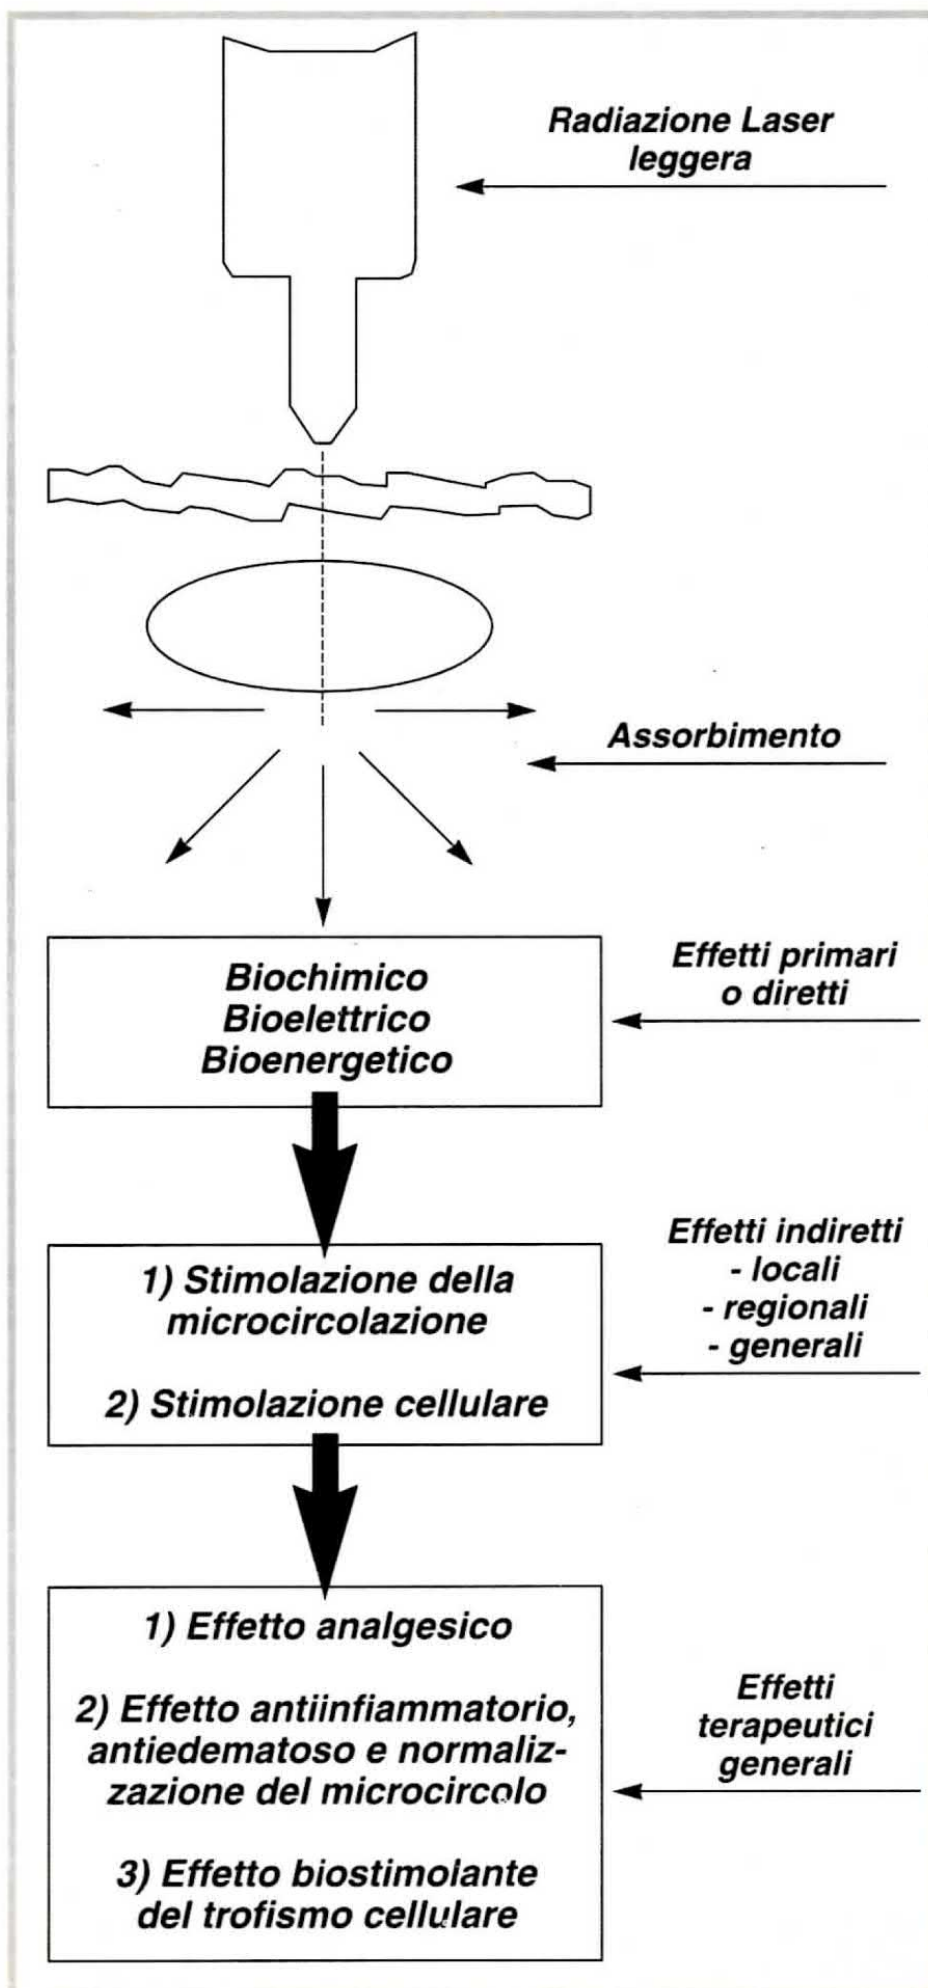 Radiazione Laser
leggera
Assorbimento
Biochimico
Bioelettrico
Bioenergetico
Effetti primari
o diretti
1) Stimolazione della
microcircolazione
2) Stimolazione cellulare
Effetti indiretti
- locali
- regionali
- generali
1) Effetto analgesico
2) Effetto antiinfiammatorio,
antiedematoso e normaliz-
zazione del microcircolo
3) Effetto biostimolante
del trofismo cellulare
Effetti
terapeutici
generali